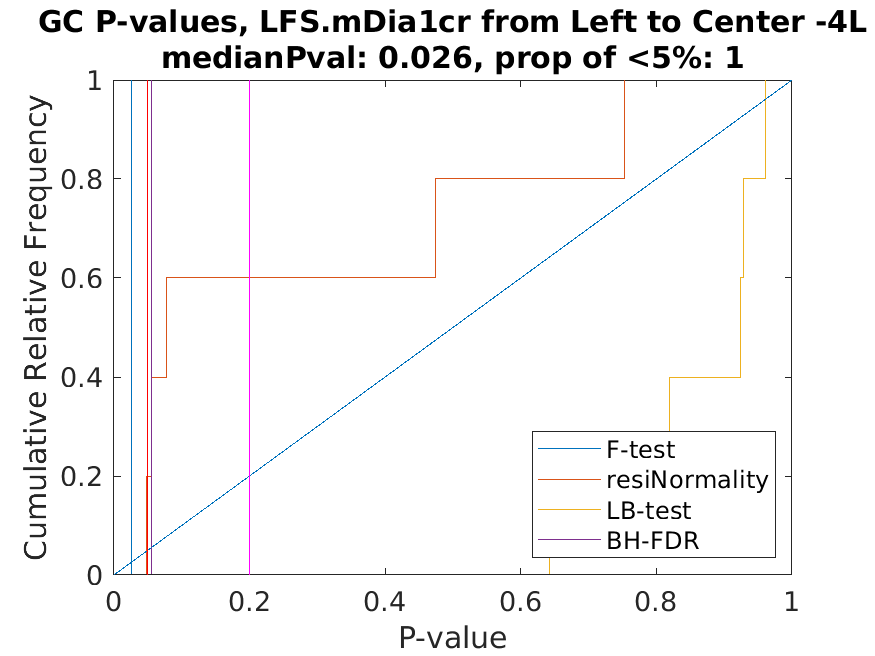 GC P-values, LFS.mDia1cr from Left to Center -4L
medianPval: 0.026, prop of <5%: 1
Cumulative Relative Frequency
1
0.8
0.6
0.4
0.2
0
0
0.2
0.4
0.6
0.8
1
P-value
F-test
resiNormality
LB-test
BH-FDR